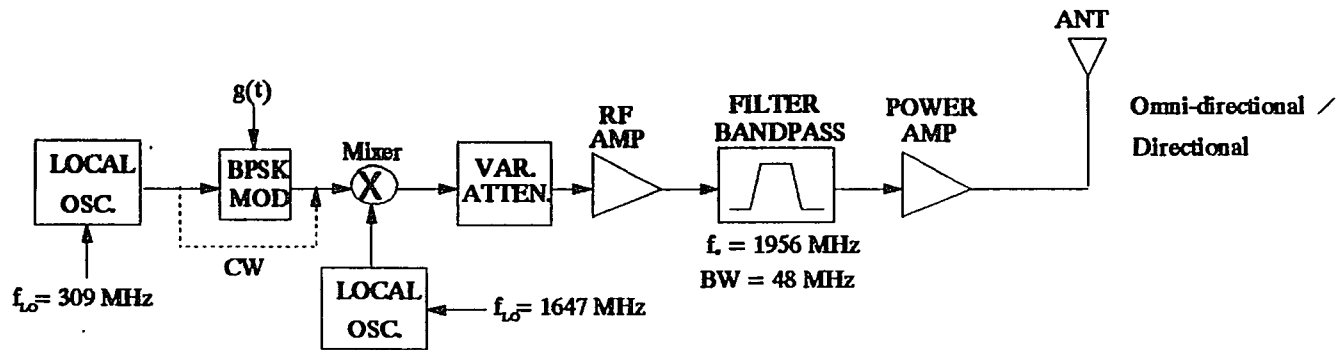 ANT
g(t)
RF
AMP
FILTER
BANDPASS
POWER
AMP
Omni-directional /
Directional
LOCAL
OSC.
BPSK
MOD
Mixer
X
VAR.
ATTEN.
CW
f₀ = 1956 MHz
BW = 48 MHz
f_LO = 309 MHz
LOCAL
OSC.
f_LO = 1647 MHz